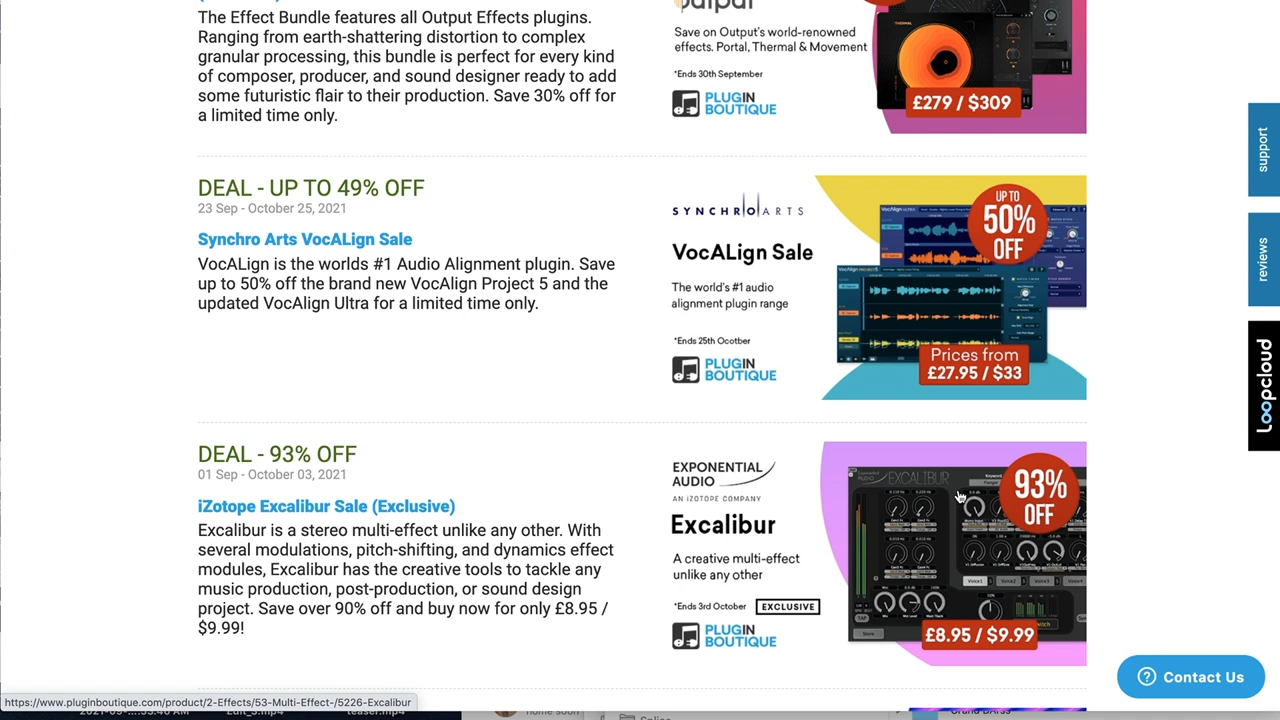 The Effect Bundle features all Output Effects plugins.
Ranging from earth-shattering distortion to complex
granular processing, this bundle is perfect for every kind
of composer, producer, and sound designer ready to add
some futuristic flair to their production. Save 30% off for
a limited time only.
Save on Output's world-renowned
effects. Portal, Thermal & Movement
*Ends 30th September
PLUGIN
BOUTIQUE
THERMAL
£279 / $309
DEAL - UP TO 49% OFF
23 Sep - October 25, 2021
Synchro Arts VocALign Sale
VocALign is the world's #1 Audio Alignment plugin. Save
up to 50% off the brand new VocAlign Project 5 and the
updated VocAlign Ultra for a limited time only.
SYNCHRO ARTS
VocALign Sale
The world's #1 audio
alignment plugin range
*Ends 25th Ocotber
PLUGIN
BOUTIQUE
UP TO
50%
OFF
Prices from
£27.95 / $33
DEAL - 93% OFF
01 Sep - October 03, 2021
iZotope Excalibur Sale (Exclusive)
Excalibur is a stereo multi-effect unlike any other. With
several modulations, pitch-shifting, and dynamics effect
modules, Excalibur has the creative tools to tackle any
music production, post-production, or sound design
project. Save over 90% off and buy now for only £8.95 /
$9.99!
EXPONENTIAL
AUDIO
AN iZOTOPE COMPANY
Excalibur
A creative multi-effect
unlike any other
*Ends 3rd October
EXCLUSIVE
PLUGIN
BOUTIQUE
EXCALIBUR
93%
OFF
£8.95 / $9.99
support
reviews
Loopcloud
Contact Us
https://www.pluginboutique.com/product/2-Effects/53-Multi-Effect-/5226-Excalibur